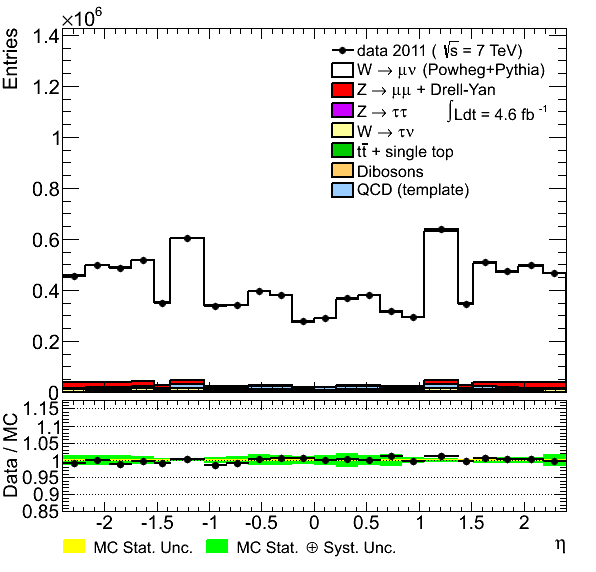 ×10⁶
Entries
1.4
1.2
1
0.8
0.6
0.4
0.2
0
data 2011 ( √s = 7 TeV)
W → μν (Powheg+Pythia)
Z → μμ + Drell-Yan
Z → ττ
∫Ldt = 4.6 fb⁻¹
W → τν
tt̄ + single top
Dibosons
QCD (template)
Data / MC
1.15
1.1
1.05
1
0.95
0.9
0.85
-2 -1.5 -1 -0.5 0 0.5 1 1.5 2
η
MC Stat. Unc. MC Stat. ⊕ Syst. Unc.